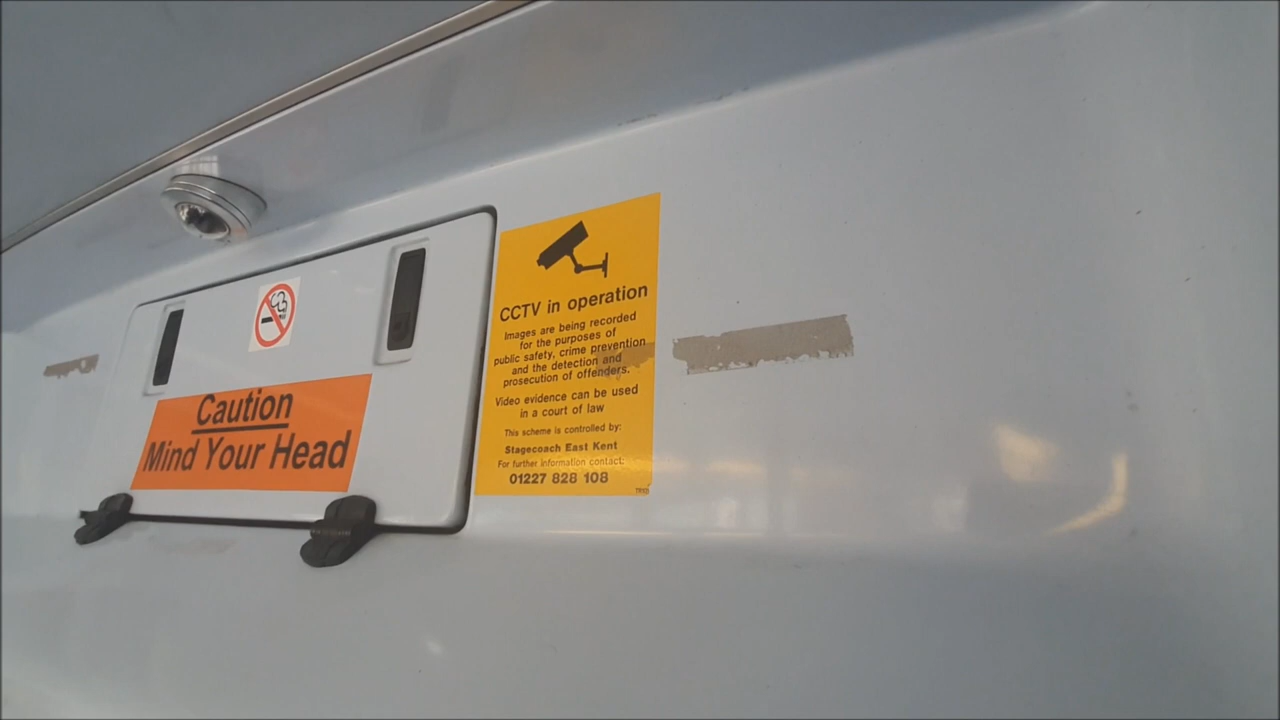 Caution
Mind Your Head
CCTV in operation
Images are being recorded
for the purposes of
public safety, crime prevention
and the detection and
prosecution of offenders.
Video evidence can be used
in a court of law
This scheme is controlled by:
Stagecoach East Kent
For further information contact:
01227 828 108